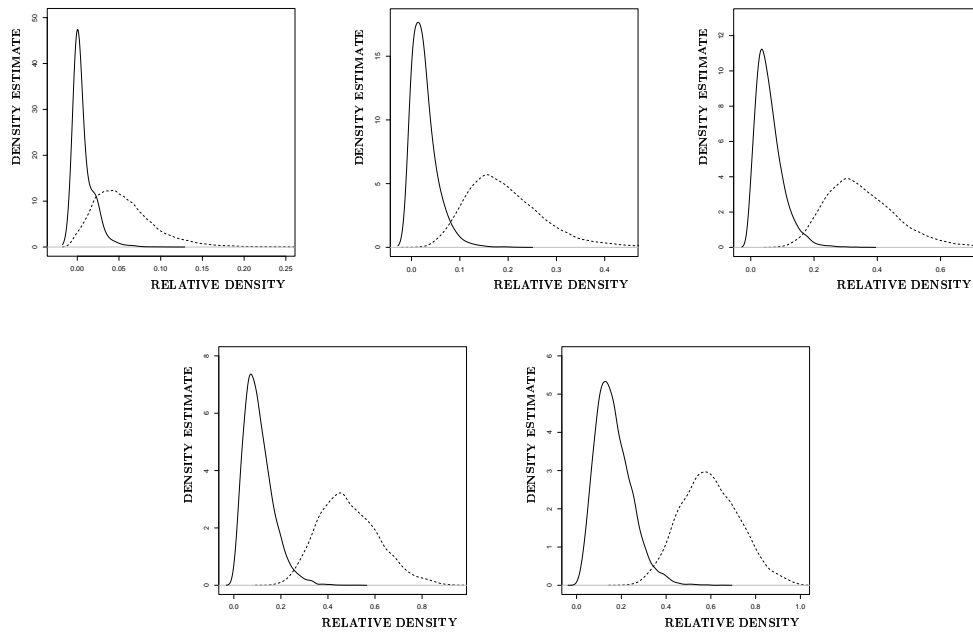 DENSITY ESTIMATE
0 10 20 30 40 50
0.00 0.05 0.10 0.15 0.20 0.25
RELATIVE DENSITY
DENSITY ESTIMATE
0 5 10 15
0.0 0.1 0.2 0.3 0.4
RELATIVE DENSITY
DENSITY ESTIMATE
0 2 4 6 8 10 12
0.0 0.2 0.4 0.6
RELATIVE DENSITY
DENSITY ESTIMATE
0 2 4 6 8
0.0 0.2 0.4 0.6 0.8
RELATIVE DENSITY
DENSITY ESTIMATE
0 1 2 3 4 5 6
0.0 0.2 0.4 0.6 0.8 1.0
RELATIVE DENSITY